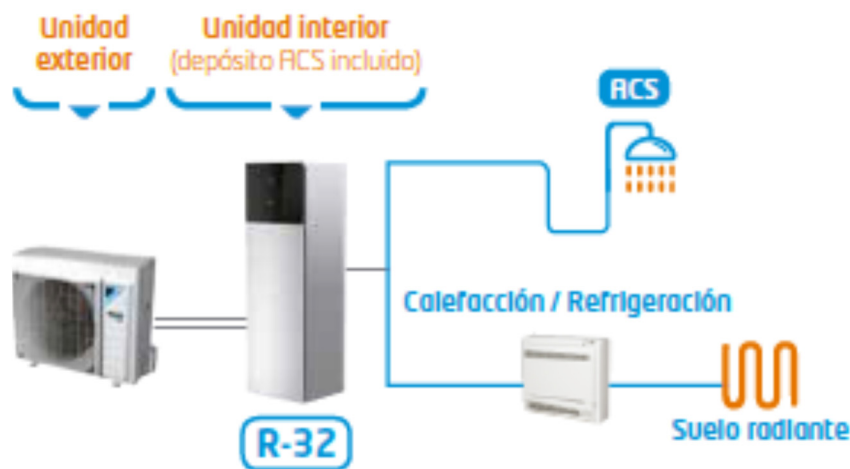 Unidad
exterior
Unidad interior
(depósito ACS incluido)
ACS
Calefacción / Refrigeración
Suelo radiante
R-32